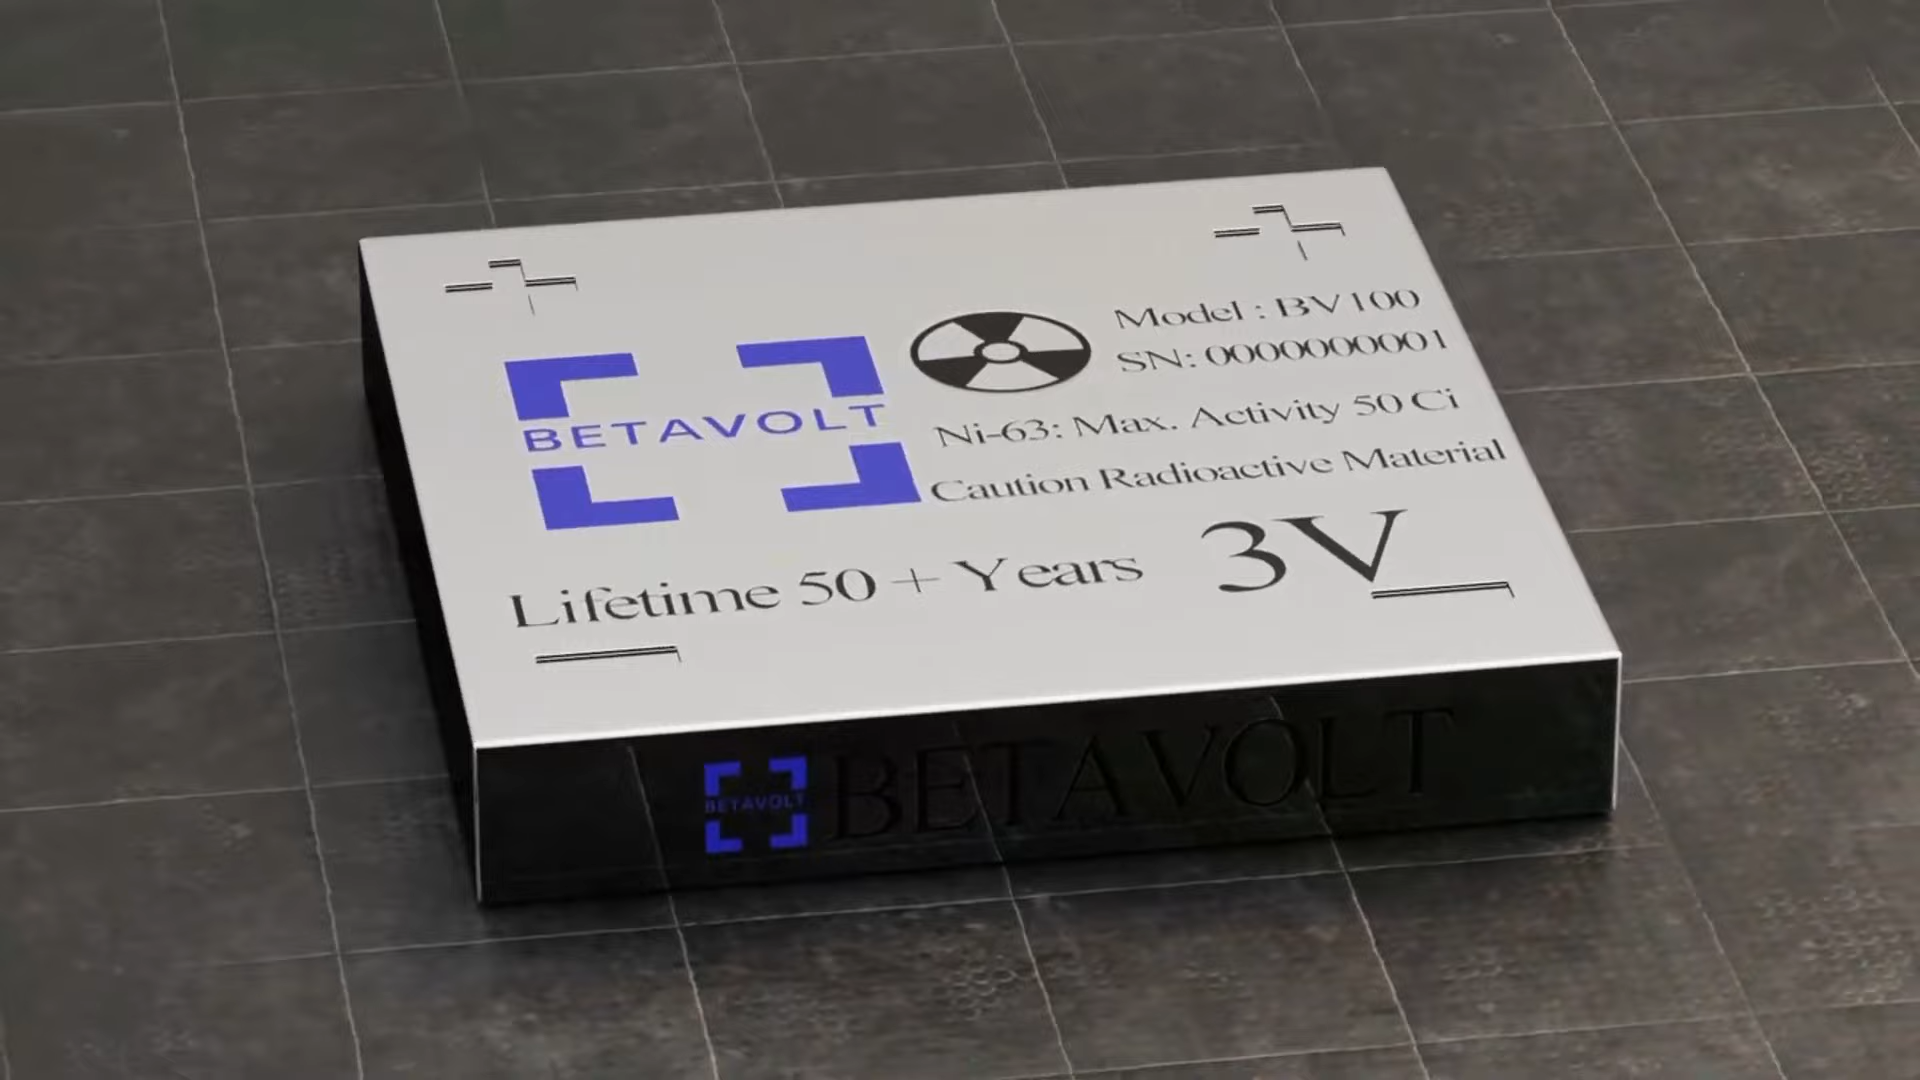 Model : BV100
SN: 0000000001
BETAVOLT
Ni-63: Max. Activity 50 Ci
Caution Radioactive Material
Lifetime 50 + Years
3V
BETAVOLT
BETAVOLT